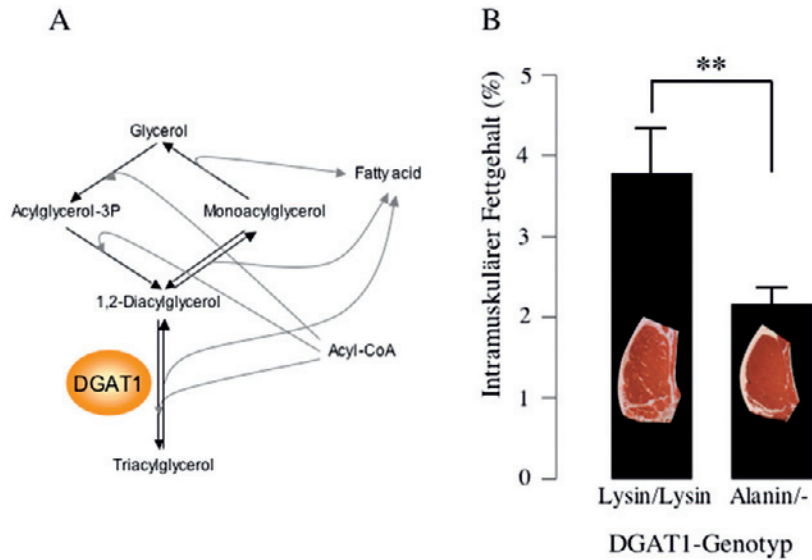 A
Glycerol
Fatty acid
Acylglycerol-3P
Monoacylglycerol
1,2-Diacylglycerol
Acyl-CoA
DGAT1
Triacylglycerol
B
Intramuskulärer Fettgehalt (%)
5
4
3
2
1
0
**
Lysin/Lysin Alanin/-
DGAT1-Genotyp